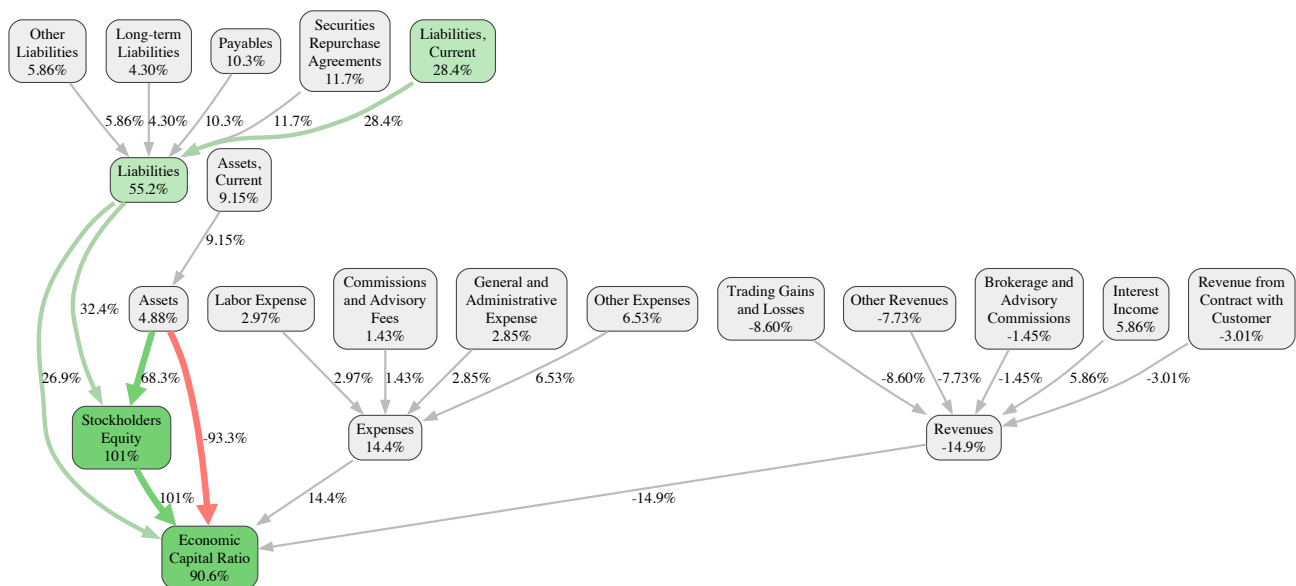 Other
Liabilities
5.86%
Long-term
Liabilities
4.30%
Payables
10.3%
Securities
Repurchase
Agreements
11.7%
Liabilities,
Current
28.4%
5.86%
4.30%
10.3%
11.7%
28.4%
Liabilities
55.2%
Assets,
Current
9.15%
9.15%
Assets
4.88%
Labor Expense
2.97%
Commissions
and Advisory
Fees
1.43%
General and
Administrative
Expense
2.85%
Other Expenses
6.53%
Trading Gains
and Losses
-8.60%
Other Revenues
-7.73%
Brokerage and
Advisory
Commissions
-1.45%
Interest
Income
5.86%
Revenue from
Contract with
Customer
-3.01%
32.4%
26.9%
68.3%
2.97%
1.43%
2.85%
6.53%
-8.60%
-7.73%
-1.45%
5.86%
-3.01%
Stockholders
Equity
101%
-93.3%
Expenses
14.4%
Revenues
-14.9%
101%
14.4%
-14.9%
Economic
Capital Ratio
90.6%